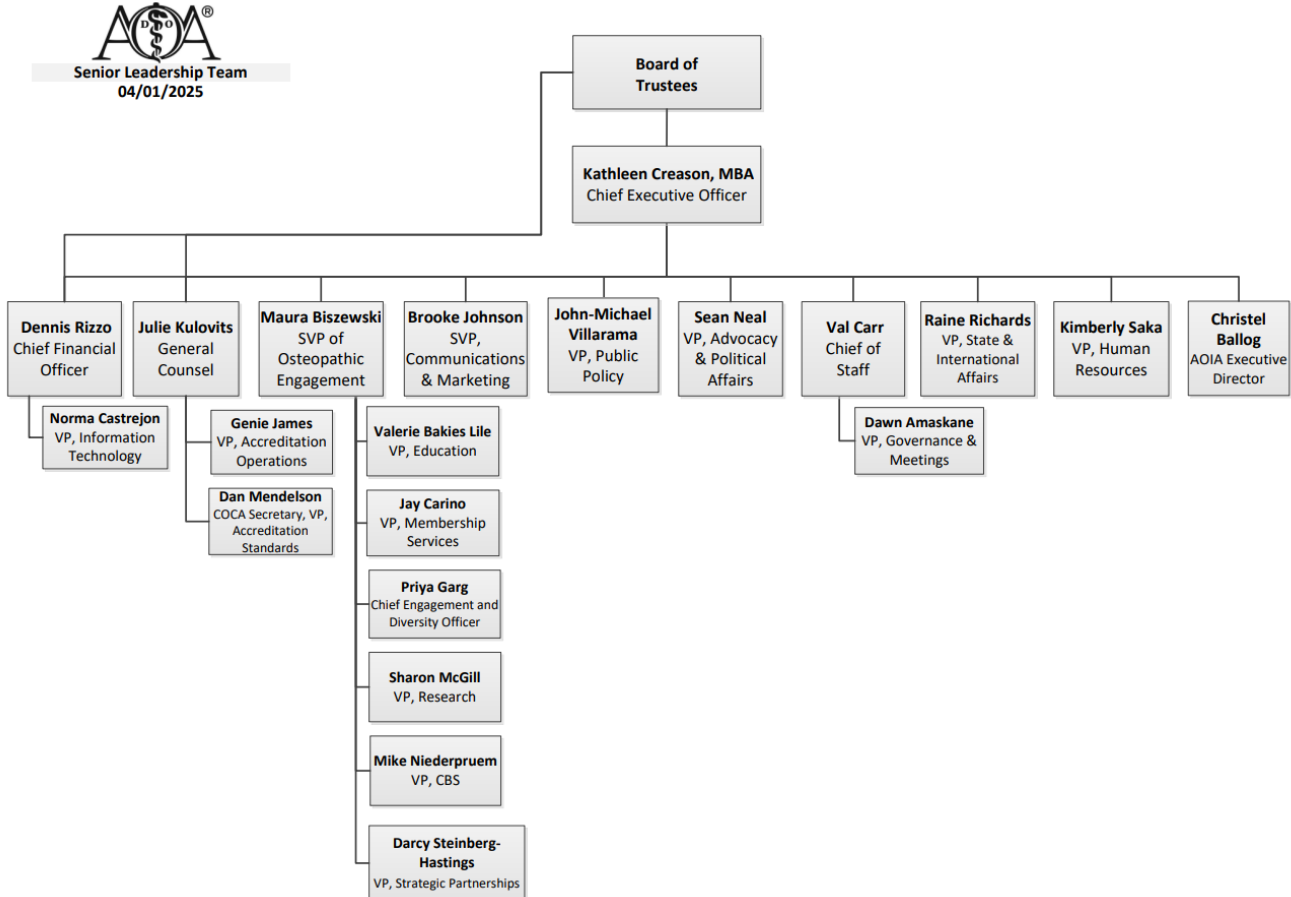 AOA
D O
®
Senior Leadership Team
04/01/2025
Board of
Trustees
Kathleen Creason, MBA
Chief Executive Officer
Dennis Rizzo
Chief Financial
Officer
Julie Kulovits
General
Counsel
Maura Biszewski
SVP of
Osteopathic
Engagement
Brooke Johnson
SVP,
Communications
& Marketing
John-Michael
Villarama
VP, Public
Policy
Sean Neal
VP, Advocacy
& Political
Affairs
Val Carr
Chief of
Staff
Raine Richards
VP, State &
International
Affairs
Kimberly Saka
VP, Human
Resources
Christel
Ballog
AOIA Executive
Director
Norma Castrejon
VP, Information
Technology
Genie James
VP, Accreditation
Operations
Dan Mendelson
COCA Secretary, VP,
Accreditation
Standards
Valerie Bakies Lile
VP, Education
Jay Carino
VP, Membership
Services
Priya Garg
Chief Engagement and
Diversity Officer
Sharon McGill
VP, Research
Mike Niederpruem
VP, CBS
Darcy Steinberg-
Hastings
VP, Strategic Partnerships
Dawn Amaskane
VP, Governance &
Meetings